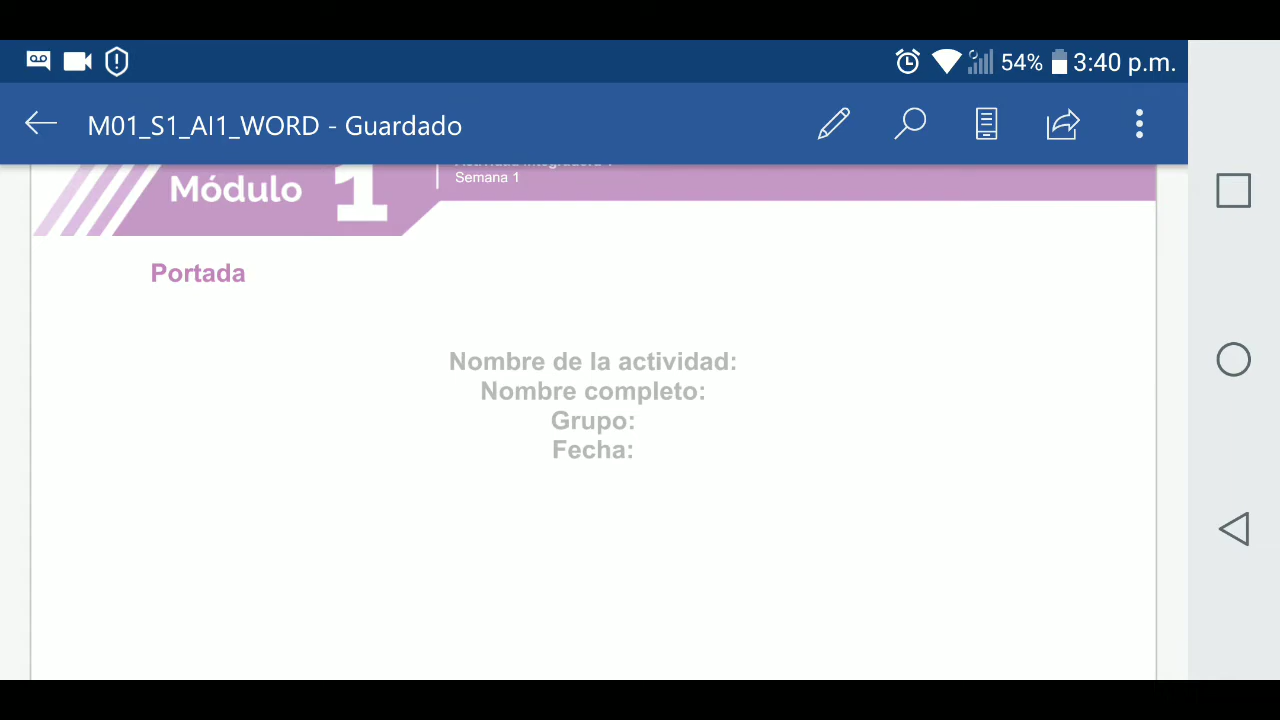 54% 3:40 p.m.
M01_S1_AI1_WORD - Guardado
Módulo 1
Semana 1
Portada
Nombre de la actividad:
Nombre completo:
Grupo:
Fecha: